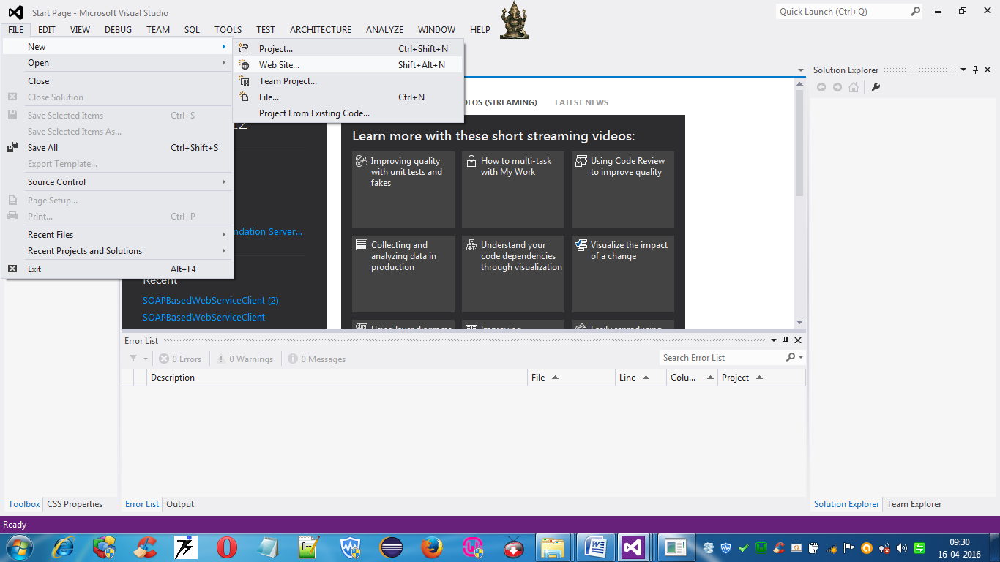 Start Page - Microsoft Visual Studio
Quick Launch (Ctrl+Q)
FILE EDIT VIEW DEBUG TEAM SQL TOOLS TEST ARCHITECTURE ANALYZE WINDOW HELP
New
Open
Close
Close Solution
Save Selected Items Ctrl+S
Save Selected Items As...
Save All Ctrl+Shift+S
Export Template...
Source Control
Page Setup...
Print... Ctrl+P
Recent Files
Recent Projects and Solutions
Exit Alt+F4
Project... Ctrl+Shift+N
Web Site... Shift+Alt+N
Team Project...
File... Ctrl+N
Project From Existing Code...
(STREAMING) LATEST NEWS
Learn more with these short streaming videos:
Improving quality
with unit tests and
fakes
How to multi-task
with My Work
Using Code Review
to improve quality
Collecting and
analyzing data in
production
Understand your
code dependencies
through visualization
Visualize the impact
of a change
Using layer diagrams
Improving
Easily reproducing
Server...
Recent
SOAPBasedWebServiceClient (2)
SOAPBasedWebServiceClient
Solution Explorer
Error List
0 Errors 0 Warnings 0 Messages
Search Error List
Description File Line Colu... Project
Toolbox CSS Properties
Error List Output
Solution Explorer Team Explorer
Ready
09:30
16-04-2016